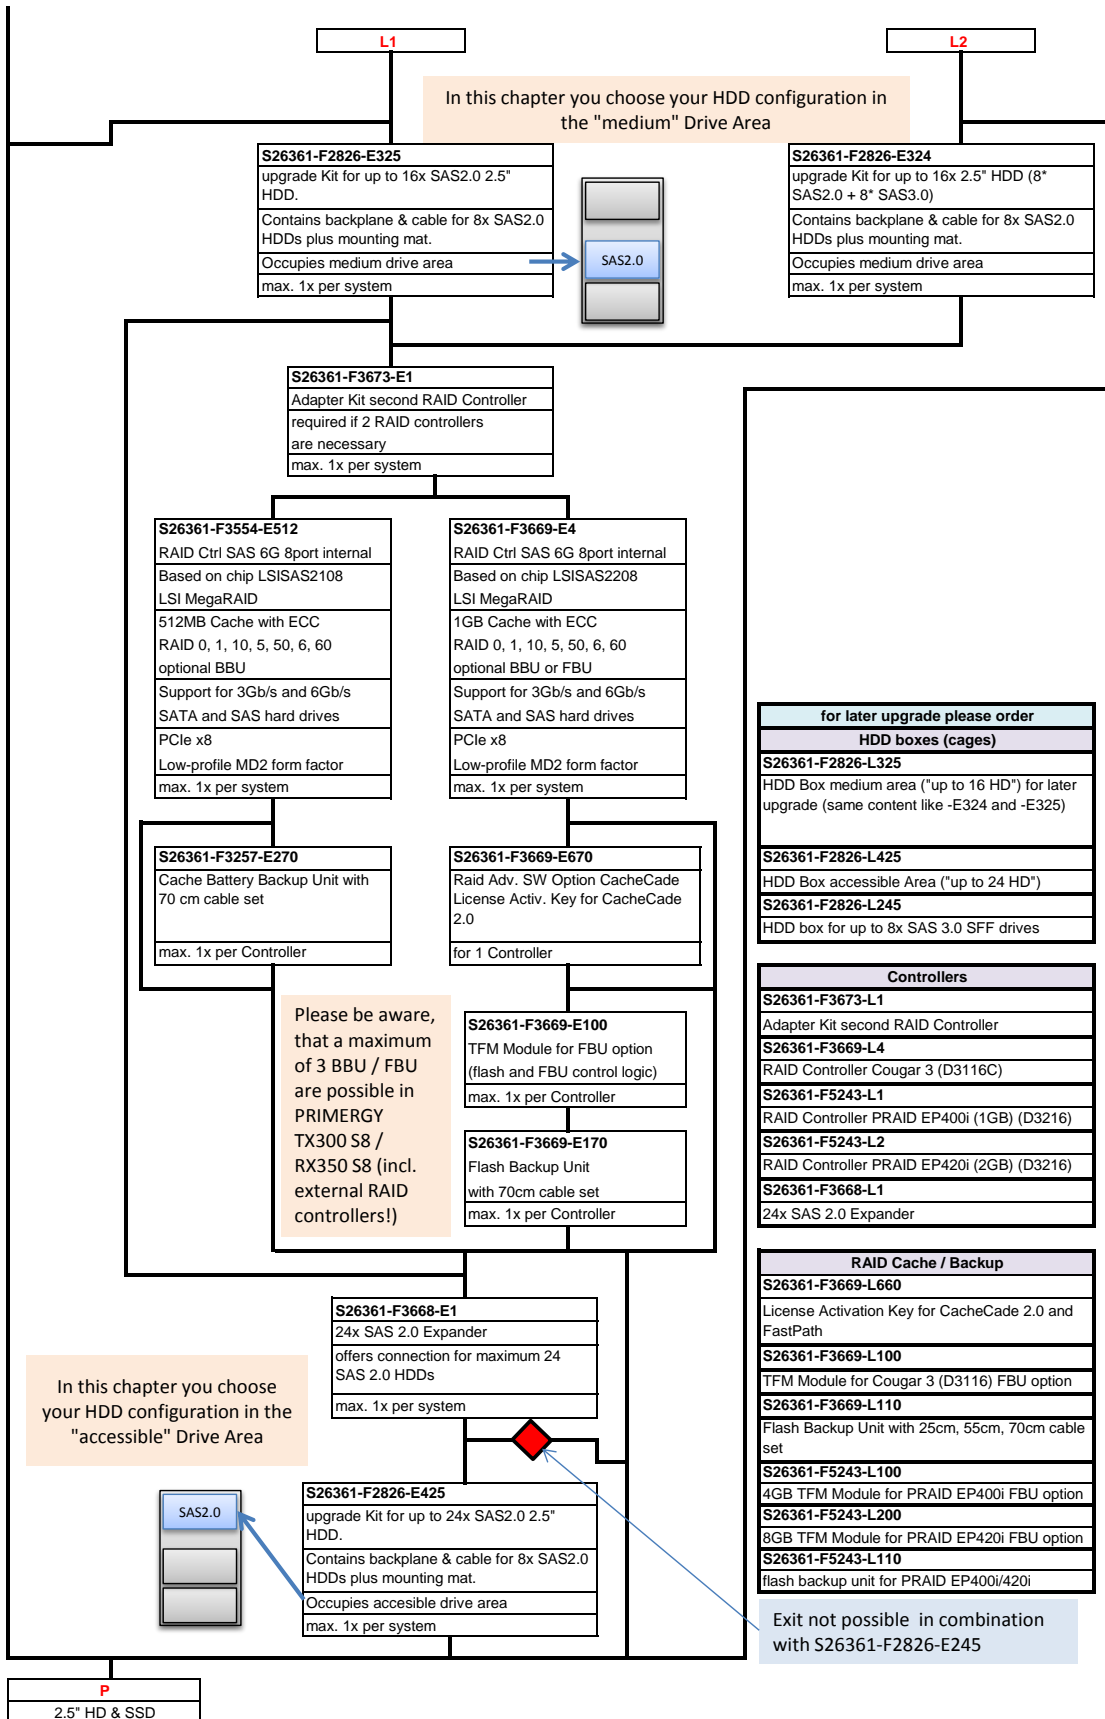 L1
L2
In this chapter you choose your HDD configuration in
the "medium" Drive Area
S26361-F2826-E325
upgrade Kit for up to 16x SAS2.0 2.5"
HDD.
Contains backplane & cable for 8x SAS2.0
HDDs plus mounting mat.
Occupies medium drive area
max. 1x per system
SAS2.0
S26361-F2826-E324
upgrade Kit for up to 16x 2.5" HDD (8*
SAS2.0 + 8* SAS3.0)
Contains backplane & cable for 8x SAS2.0
HDDs plus mounting mat.
Occupies medium drive area
max. 1x per system
S26361-F3673-E1
Adapter Kit second RAID Controller
required if 2 RAID controllers
are necessary
max. 1x per system
S26361-F3554-E512
RAID Ctrl SAS 6G 8port internal
Based on chip LSISAS2108
LSI MegaRAID
512MB Cache with ECC
RAID 0, 1, 10, 5, 50, 6, 60
optional BBU
Support for 3Gb/s and 6Gb/s
SATA and SAS hard drives
PCIe x8
Low-profile MD2 form factor
max. 1x per system
S26361-F3669-E4
RAID Ctrl SAS 6G 8port internal
Based on chip LSISAS2208
LSI MegaRAID
1GB Cache with ECC
RAID 0, 1, 10, 5, 50, 6, 60
optional BBU or FBU
Support for 3Gb/s and 6Gb/s
SATA and SAS hard drives
PCIe x8
Low-profile MD2 form factor
max. 1x per system
S26361-F3257-E270
Cache Battery Backup Unit with
70 cm cable set
max. 1x per Controller
S26361-F3669-E670
Raid Adv. SW Option CacheCade
License Activ. Key for CacheCade
2.0
for 1 Controller
Please be aware,
that a maximum
of 3 BBU / FBU
are possible in
PRIMERGY
TX300 S8 /
RX350 S8 (incl.
external RAID
controllers!)
S26361-F3669-E100
TFM Module for FBU option
(flash and FBU control logic)
max. 1x per Controller
S26361-F3669-E170
Flash Backup Unit
with 70cm cable set
max. 1x per Controller
for later upgrade please order
HDD boxes (cages)
S26361-F2826-L325
HDD Box medium area ("up to 16 HD") for later
upgrade (same content like -E324 and -E325)
S26361-F2826-L425
HDD Box accessible Area ("up to 24 HD")
S26361-F2826-L245
HDD box for up to 8x SAS 3.0 SFF drives
Controllers
S26361-F3673-L1
Adapter Kit second RAID Controller
S26361-F3669-L4
RAID Controller Cougar 3 (D3116C)
S26361-F5243-L1
RAID Controller PRAID EP400i (1GB) (D3216)
S26361-F5243-L2
RAID Controller PRAID EP420i (2GB) (D3216)
S26361-F3668-L1
24x SAS 2.0 Expander
RAID Cache / Backup
S26361-F3669-L660
License Activation Key for CacheCade 2.0 and
FastPath
S26361-F3669-L100
TFM Module for Cougar 3 (D3116) FBU option
S26361-F3669-L110
Flash Backup Unit with 25cm, 55cm, 70cm cable
set
S26361-F5243-L100
4GB TFM Module for PRAID EP400i FBU option
S26361-F5243-L200
8GB TFM Module for PRAID EP420i FBU option
S26361-F5243-L110
flash backup unit for PRAID EP400i/420i
S26361-F3668-E1
24x SAS 2.0 Expander
offers connection for maximum 24
SAS 2.0 HDDs
max. 1x per system
In this chapter you choose
your HDD configuration in the
"accessible" Drive Area
SAS2.0
S26361-F2826-E425
upgrade Kit for up to 24x SAS2.0 2.5"
HDD.
Contains backplane & cable for 8x SAS2.0
HDDs plus mounting mat.
Occupies accesible drive area
max. 1x per system
Exit not possible in combination
with S26361-F2826-E245
P
2.5" HD & SSD